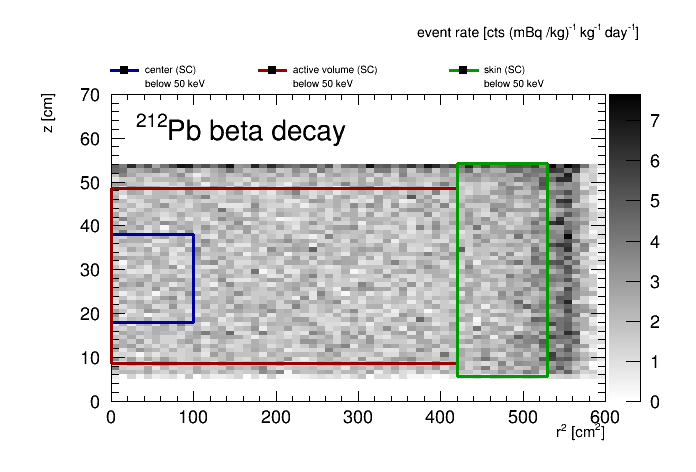 event rate [cts (mBq /kg)⁻¹ kg⁻¹ day⁻¹]
center (SC)
below 50 keV
active volume (SC)
below 50 keV
skin (SC)
below 50 keV
z [cm]
²¹²Pb beta decay
70
60
50
40
30
20
10
0
0 100 200 300 400 500 600
r² [cm²]
7
6
5
4
3
2
1
0